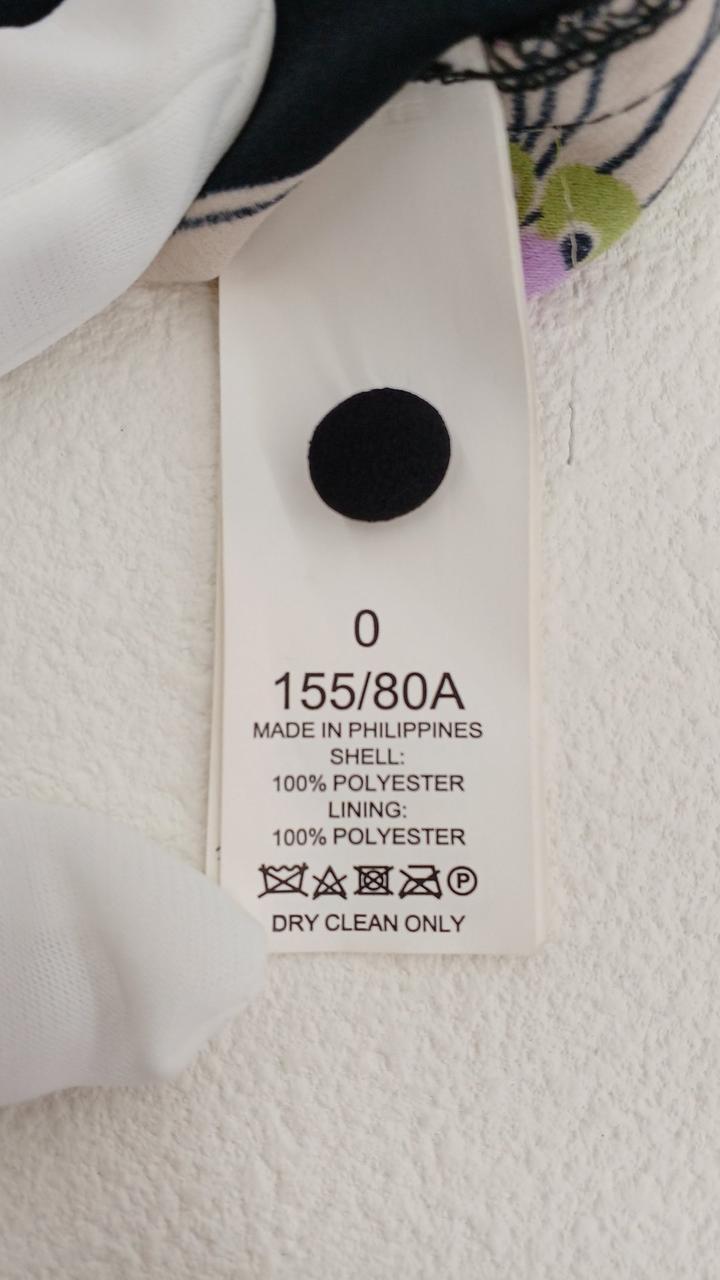 0
155/80A
MADE IN PHILIPPINES
SHELL:
100% POLYESTER
LINING:
100% POLYESTER
P
DRY CLEAN ONLY